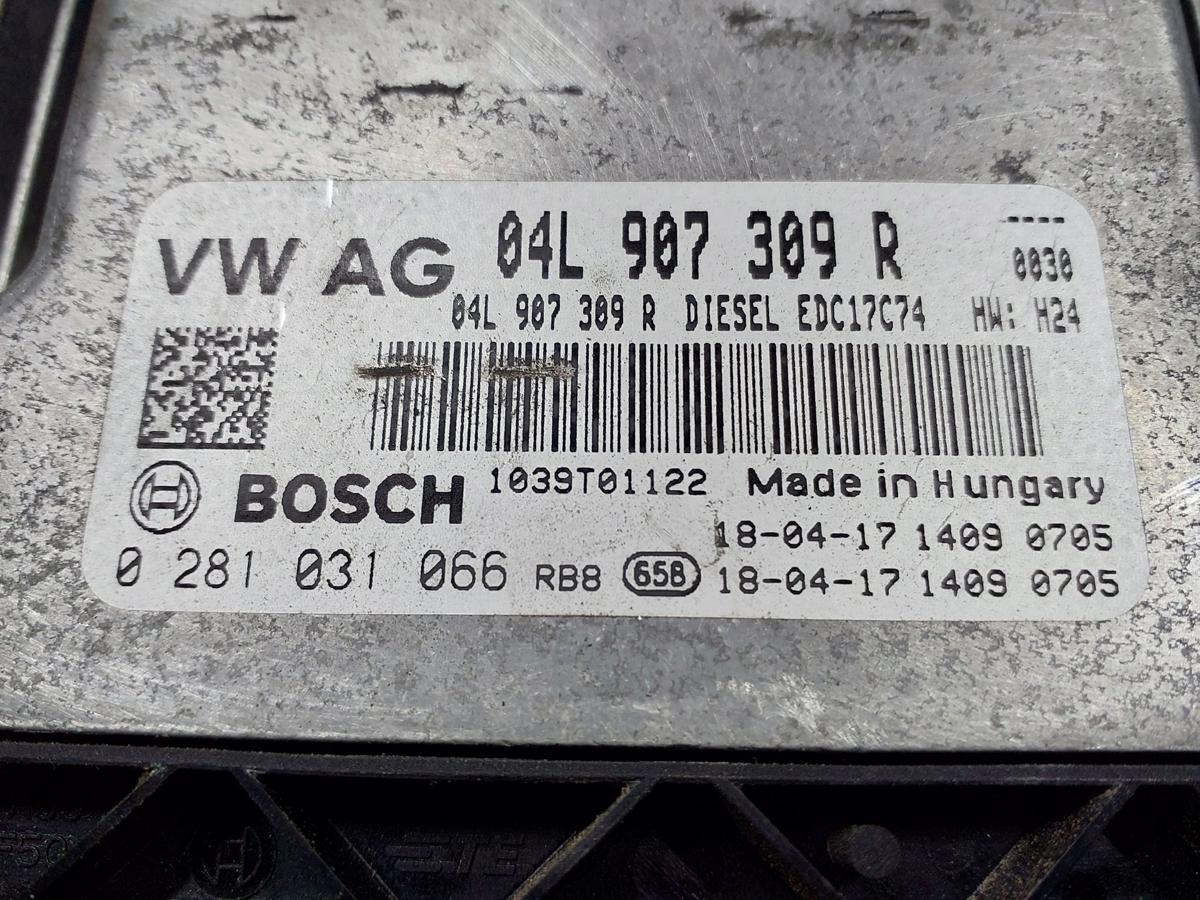 VW AG 04L 907 309 R ----
0030
04L 907 309 R DIESEL EDC17C74 HW: H24
BOSCH 1039T01122 Made in Hungary
18-04-17 1409 0705
0 281 031 066 RB8 658 18-04-17 1409 0705